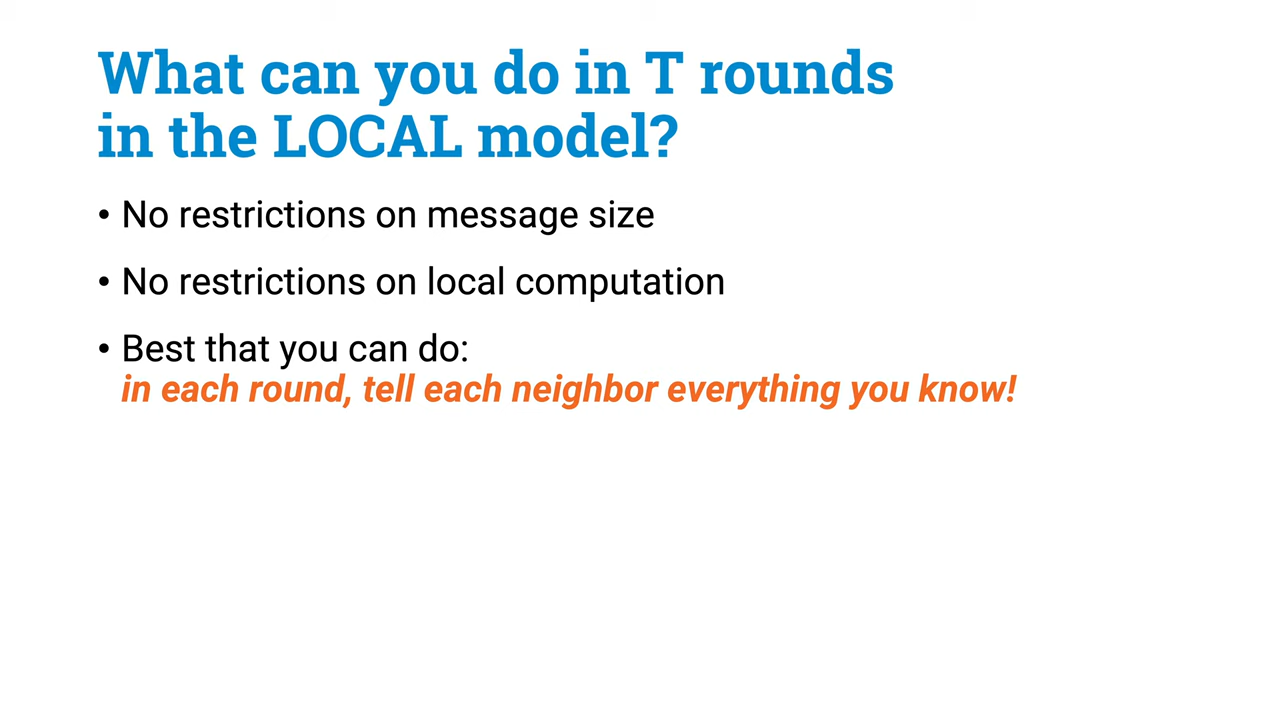 What can you do in T rounds
in the LOCAL model?
• No restrictions on message size
• No restrictions on local computation
• Best that you can do:
in each round, tell each neighbor everything you know!